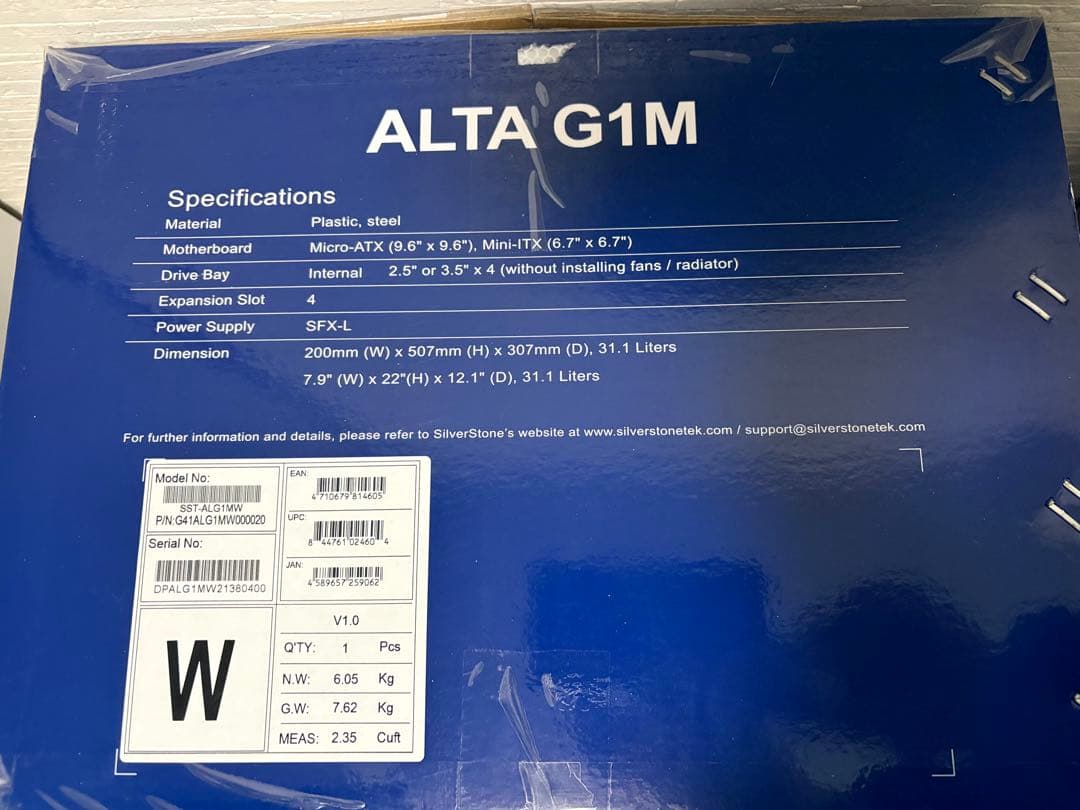 ALTA G1M
Specifications
Material Plastic, steel
Motherboard Micro-ATX (9.6" x 9.6"), Mini-ITX (6.7" x 6.7")
Drive Bay Internal 2.5" or 3.5" x 4 (without installing fans / radiator)
Expansion Slot 4
Power Supply SFX-L
Dimension 200mm (W) x 507mm (H) x 307mm (D), 31.1 Liters
7.9" (W) x 22"(H) x 12.1" (D), 31.1 Liters
For further information and details, please refer to SilverStone's website at www.silverstonetek.com / support@silverstonetek.com
Model No:
SST-ALG1MW
P/N:G41ALG1MW000020
Serial No:
DPALG1MW21380400
W
EAN:
4 710679 814605
UPC:
8 44761 02460 4
JAN:
4 589657 259062
V1.0
Q'TY: 1 Pcs
N.W: 6.05 Kg
G.W: 7.62 Kg
MEAS: 2.35 Cuft